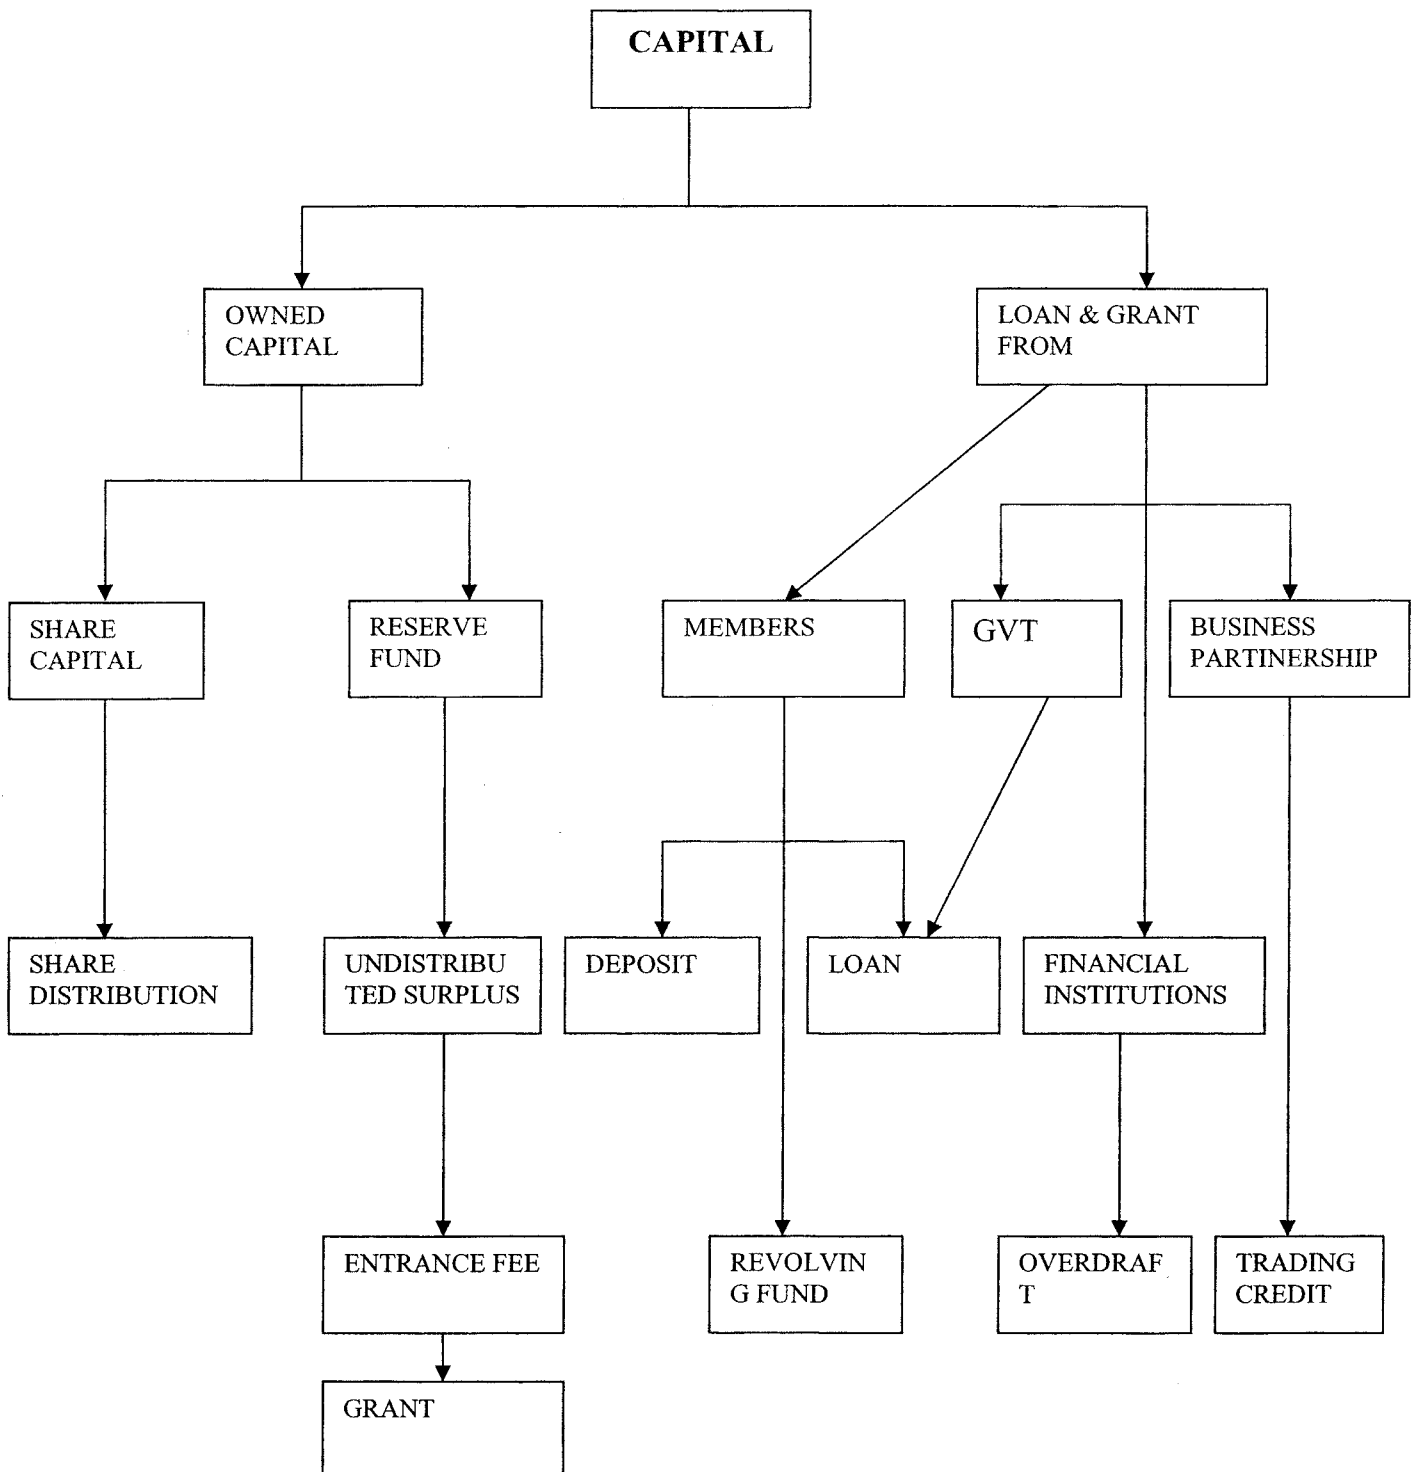 CAPITAL
OWNED
CAPITAL
LOAN & GRANT
FROM
SHARE
CAPITAL
RESERVE
FUND
MEMBERS
GVT
BUSINESS
PARTINERSHIP
SHARE
DISTRIBUTION
UNDISTRIBU
TED SURPLUS
DEPOSIT
LOAN
FINANCIAL
INSTITUTIONS
ENTRANCE FEE
REVOLVIN
G FUND
OVERDRAF
T
TRADING
CREDIT
GRANT